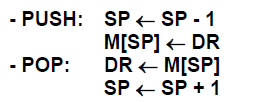 - PUSH: SP ← SP - 1
M[SP] ← DR
- POP: DR ← M[SP]
SP ← SP + 1